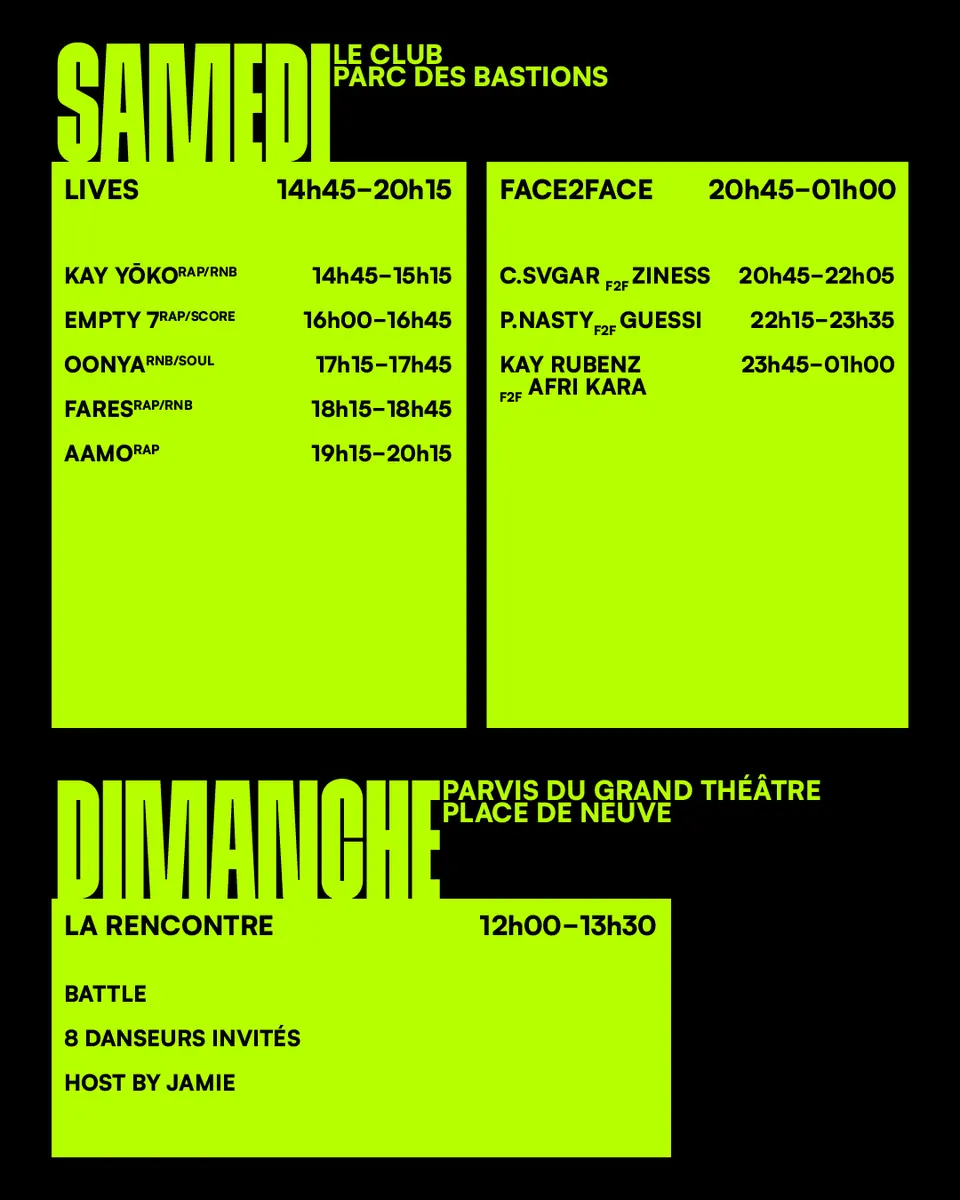 SAMEDI
LE CLUB
PARC DES BASTIONS
LIVES 14h45–20h15
KAY YŌKO RAP/RNB 14h45–15h15
EMPTY 7 RAP/SCORE 16h00–16h45
OONYA RNB/SOUL 17h15–17h45
FARES RAP/RNB 18h15–18h45
AAMO RAP 19h15–20h15
FACE2FACE 20h45–01h00
C.SVGAR F2F ZINESS 20h45–22h05
P.NASTY F2F GUESSI 22h15–23h35
KAY RUBENZ 23h45–01h00
F2F AFRI KARA
DIMANCHE
PARVIS DU GRAND THÉÂTRE
PLACE DE NEUVE
LA RENCONTRE 12h00–13h30
BATTLE
8 DANSEURS INVITÉS
HOST BY JAMIE